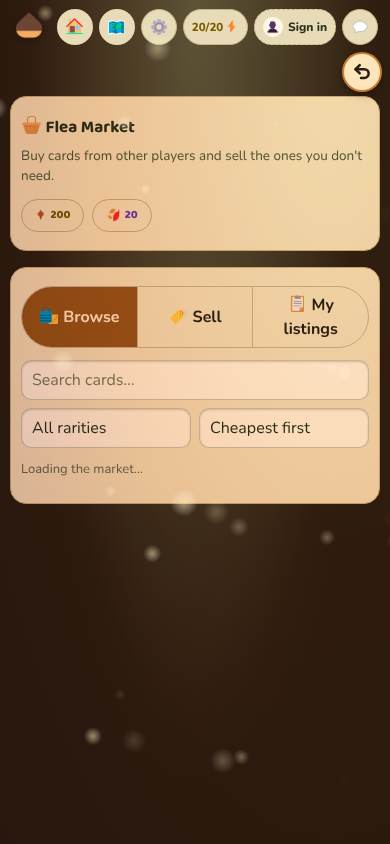 20/20
Sign in
Flea Market
Buy cards from other players and sell the ones you don't
need.
200
20
Browse
Sell
My
listings
Search cards...
All rarities
Cheapest first
Loading the market...